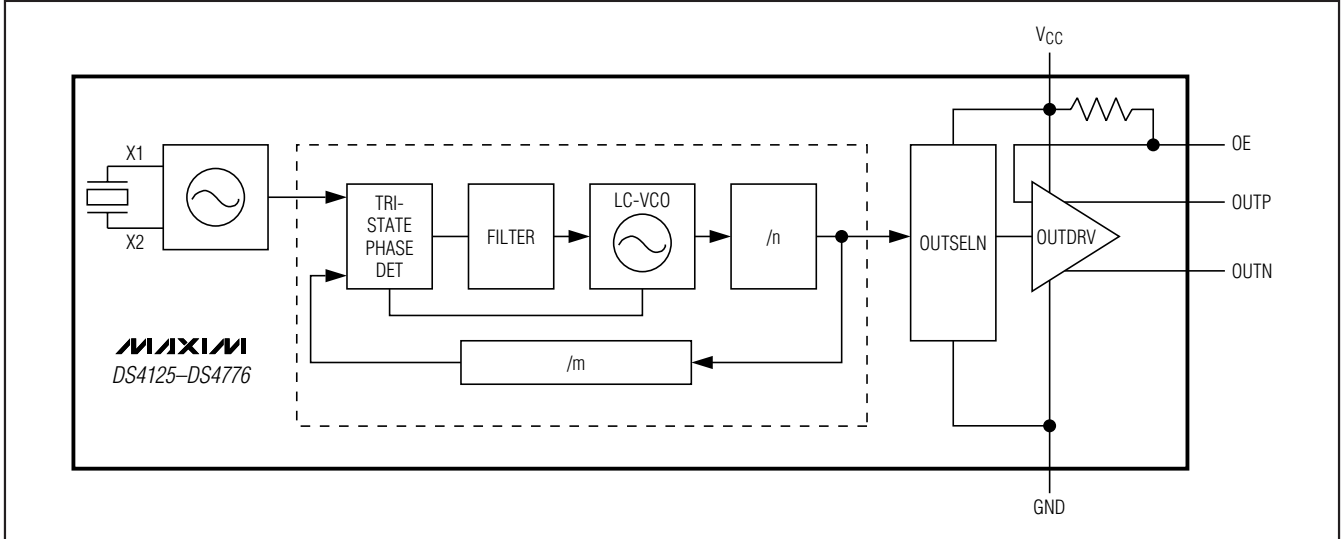 VCC
X1
X2
TRI-
STATE
PHASE
DET
FILTER
LC-VCO
/n
/m
OUTSELN
OUTDRV
OE
OUTP
OUTN
GND
MAXIM
DS4125–DS4776